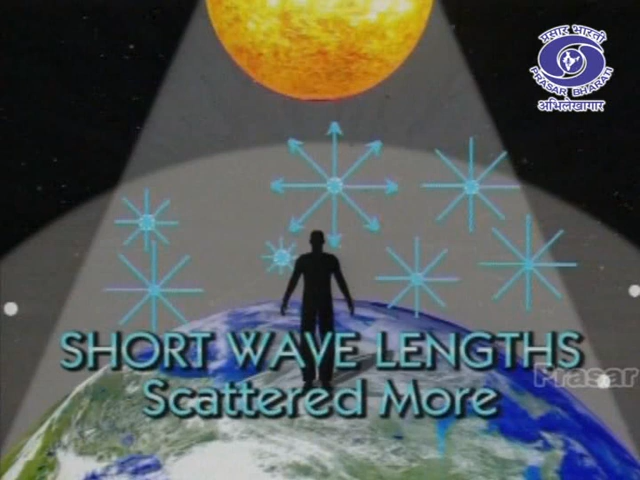 प्रसार भारती
PRASAR BHARATI
अभिलेखागार
SHORT WAVE LENGTHS
Scattered More
Prasar